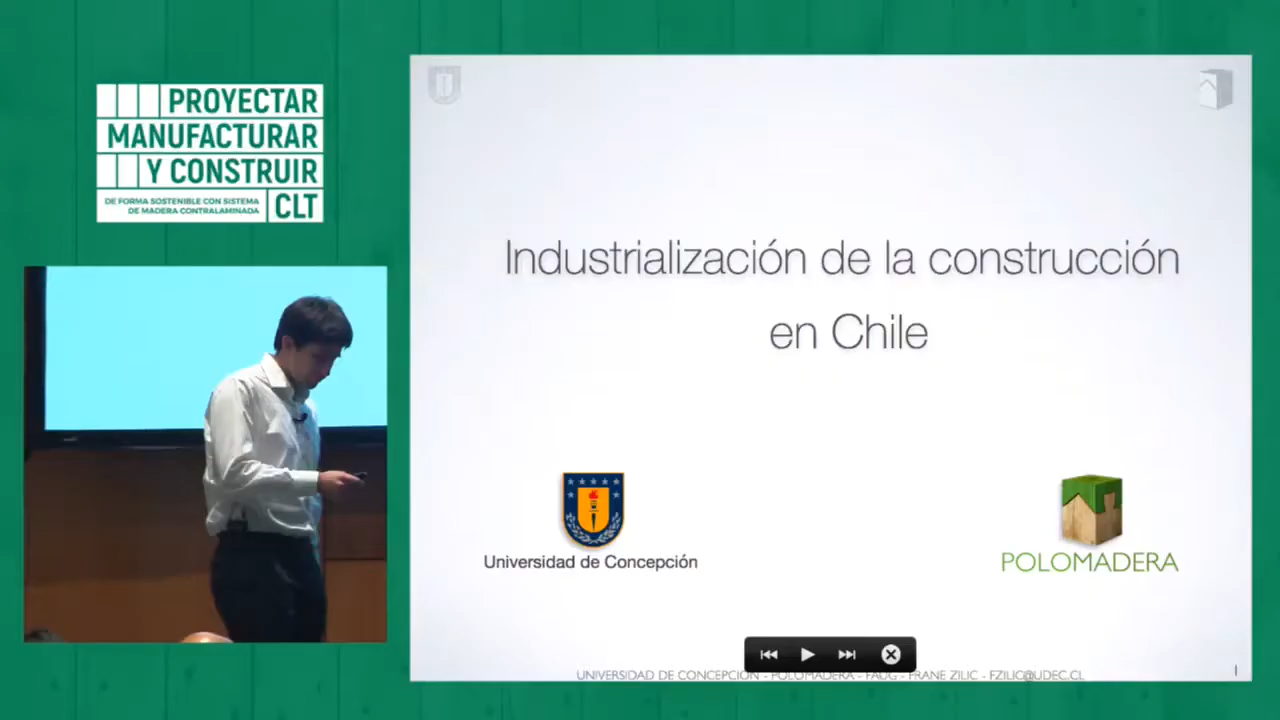 PROYECTAR
MANUFACTURAR
Y CONSTRUIR
DE FORMA SOSTENIBLE CON SISTEMA
DE MADERA CONTRALAMINADA
CLT
Industrialización de la construcción
en Chile
Universidad de Concepción
POLOMADERA
UNIVERSIDAD DE CONCEPCIÓN - POLOMADERA - FAUG - FRANE ZILIC - FZILIC@UDEC.CL
1